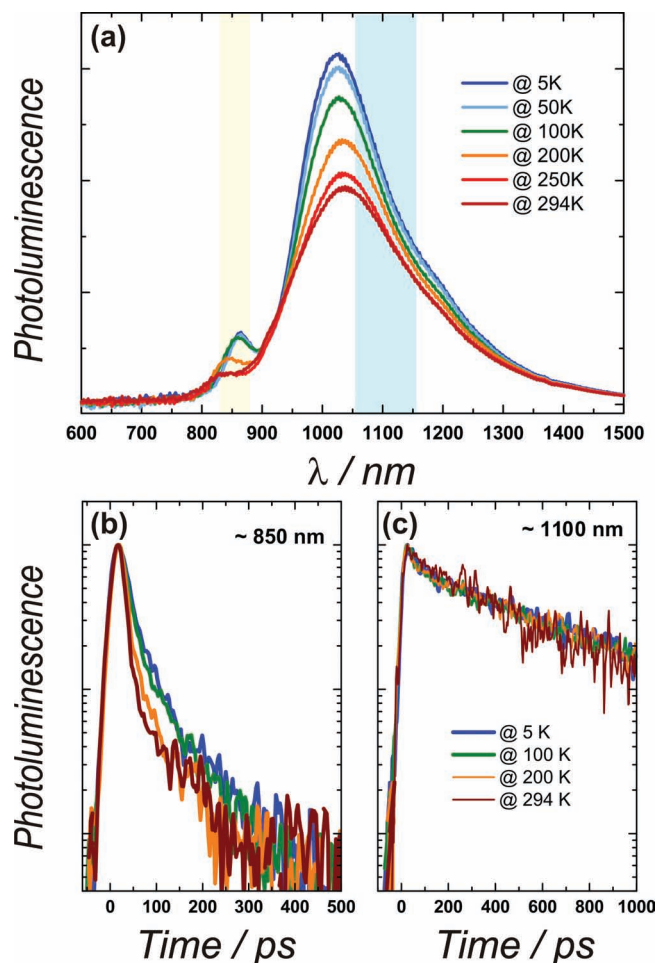 (a)
@ 5K
@ 50K
@ 100K
@ 200K
@ 250K
@ 294K
Photoluminescence
600 700 800 900 1000 1100 1200 1300 1400 1500
λ / nm
(b) ~ 850 nm
(c) ~ 1100 nm
Photoluminescence
@ 5 K
@ 100 K
@ 200 K
@ 294 K
0 100 200 300 400 500
0 200 400 600 800 1000
Time / ps
Time / ps